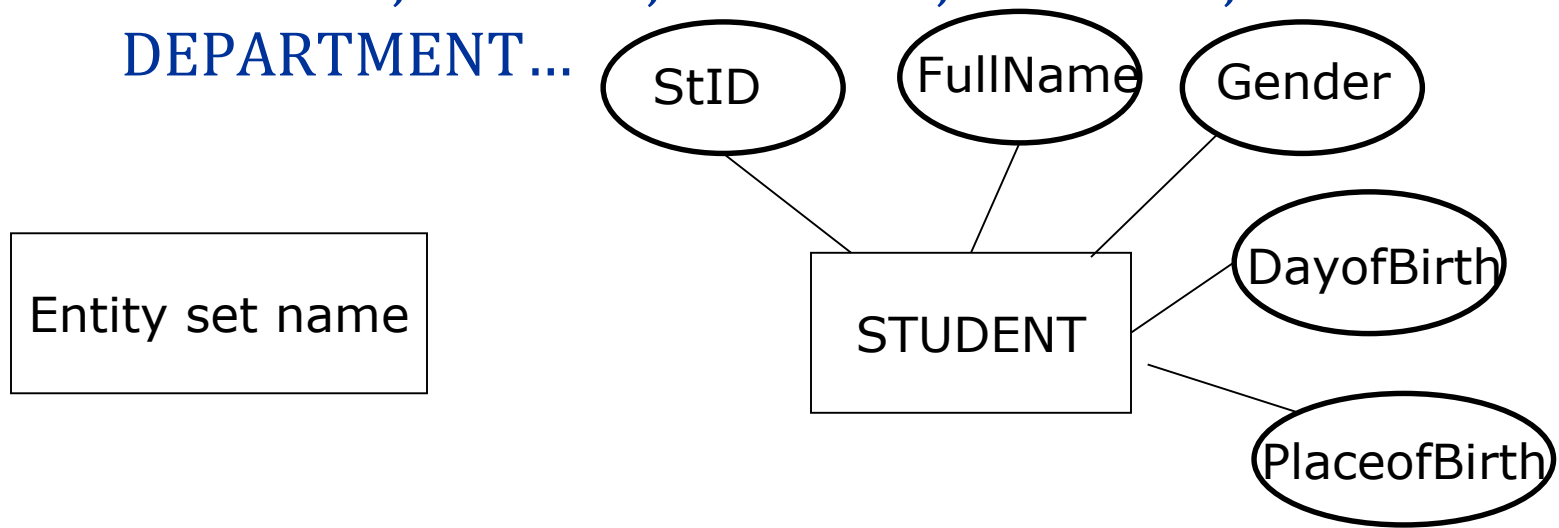 DEPARTMENT…
StID
FullName
Gender
DayofBirth
Entity set name
STUDENT
PlaceofBirth